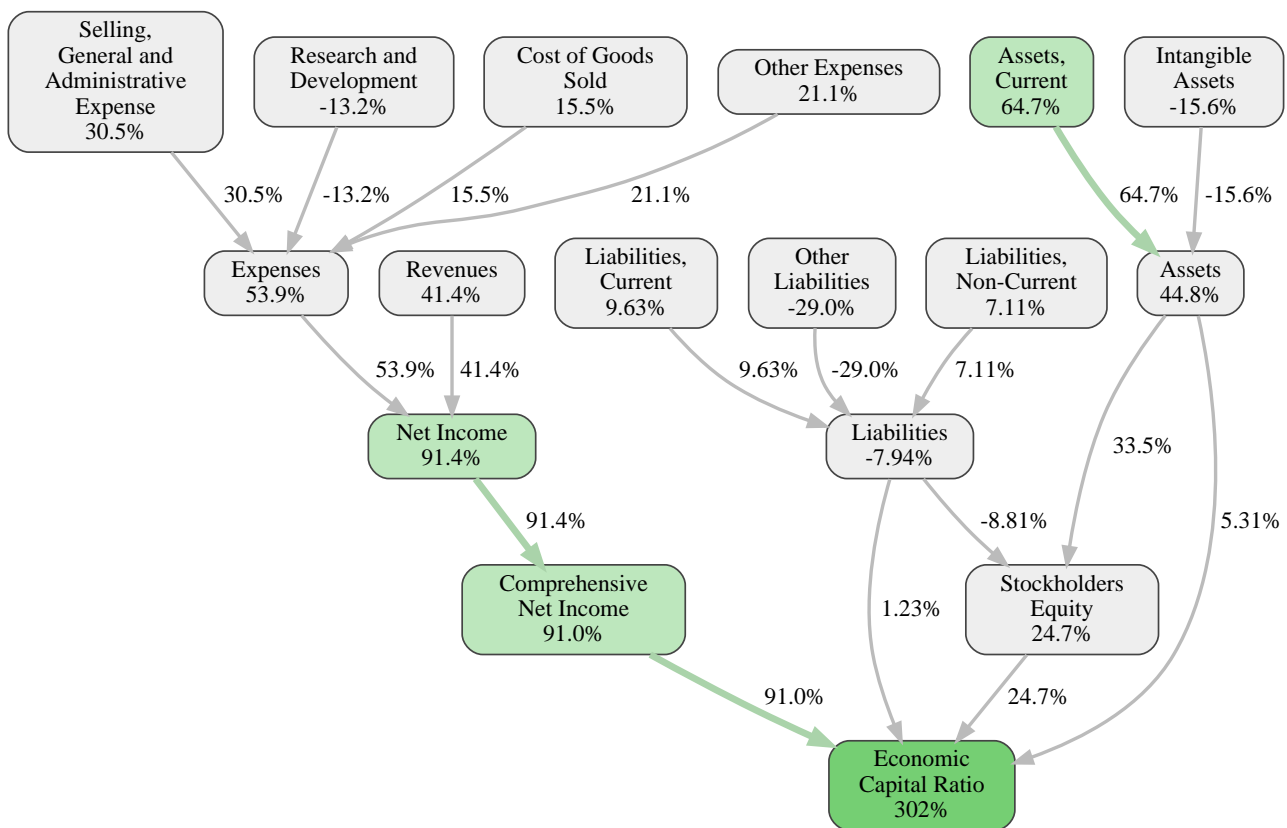 Selling,
General and
Administrative
Expense
30.5%
Research and
Development
-13.2%
Cost of Goods
Sold
15.5%
Other Expenses
21.1%
Assets,
Current
64.7%
Intangible
Assets
-15.6%
30.5%
-13.2%
15.5%
21.1%
64.7%
-15.6%
Expenses
53.9%
Revenues
41.4%
Liabilities,
Current
9.63%
Other
Liabilities
-29.0%
Liabilities,
Non-Current
7.11%
Assets
44.8%
53.9%
41.4%
9.63%
-29.0%
7.11%
Net Income
91.4%
Liabilities
-7.94%
33.5%
91.4%
-8.81%
5.31%
Comprehensive
Net Income
91.0%
1.23%
Stockholders
Equity
24.7%
91.0%
24.7%
Economic
Capital Ratio
302%